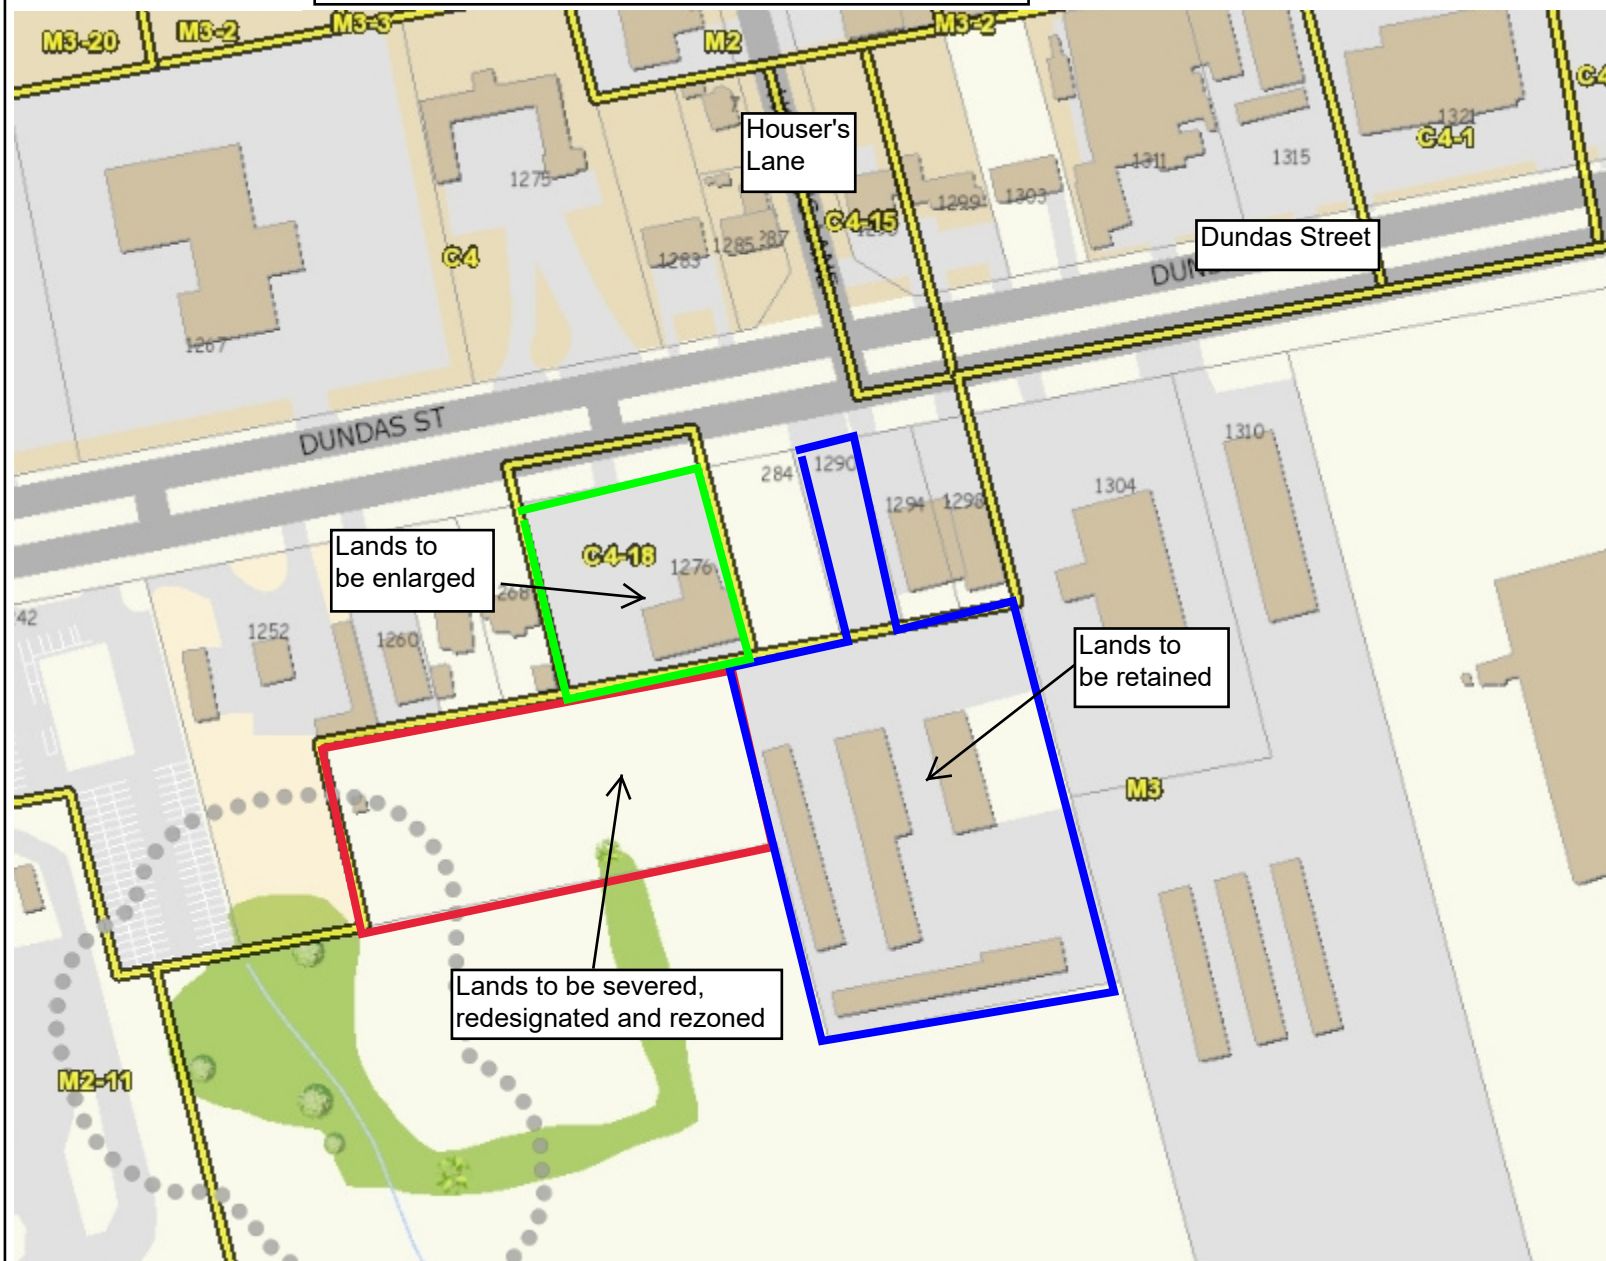 M3-20
M3-2
M3-3
M2
M3-2
C4
1321
C4-1
Houser's
Lane
1275
1311
1315
1299
1303
C4-15
C4
1283
1285
287
Dundas Street
1267
DUNDAS ST
1310
284
1290
1304
1294
1298
Lands to
be enlarged
C4-18
1276
268
42
1252
1260
Lands to
be retained
M3
Lands to be severed,
redesignated and rezoned
M2-11